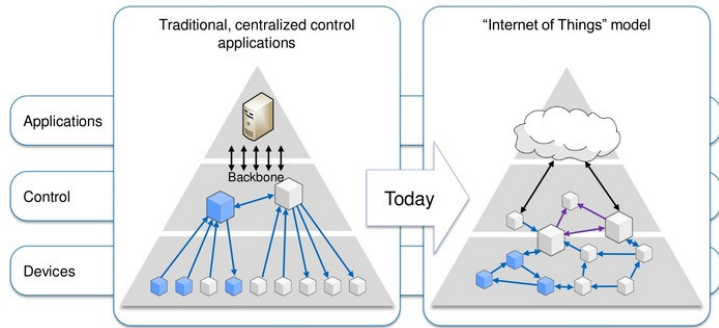 Traditional, centralized control
applications
“Internet of Things” model
Applications
Backbone
Control
Today
Devices